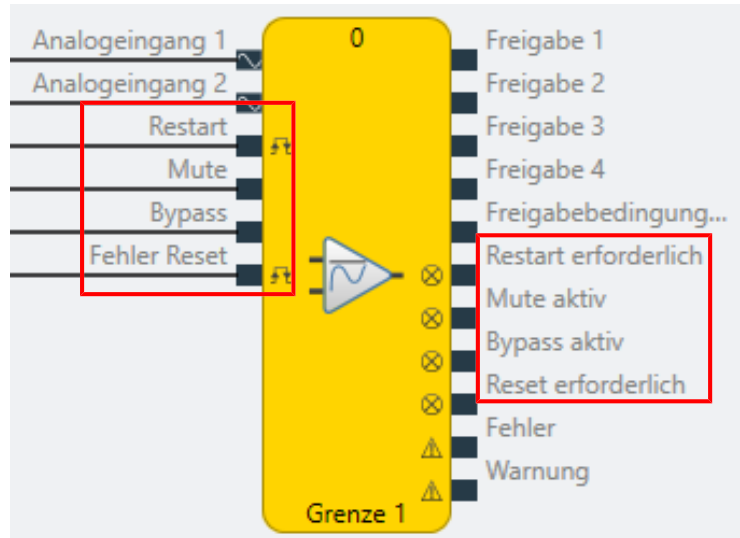 0
Analogeingang 1
Analogeingang 2
Restart
Mute
Bypass
Fehler Reset
Freigabe 1
Freigabe 2
Freigabe 3
Freigabe 4
Freigabebedingung...
Restart erforderlich
Mute aktiv
Bypass aktiv
Reset erforderlich
Fehler
Warnung
Grenze 1